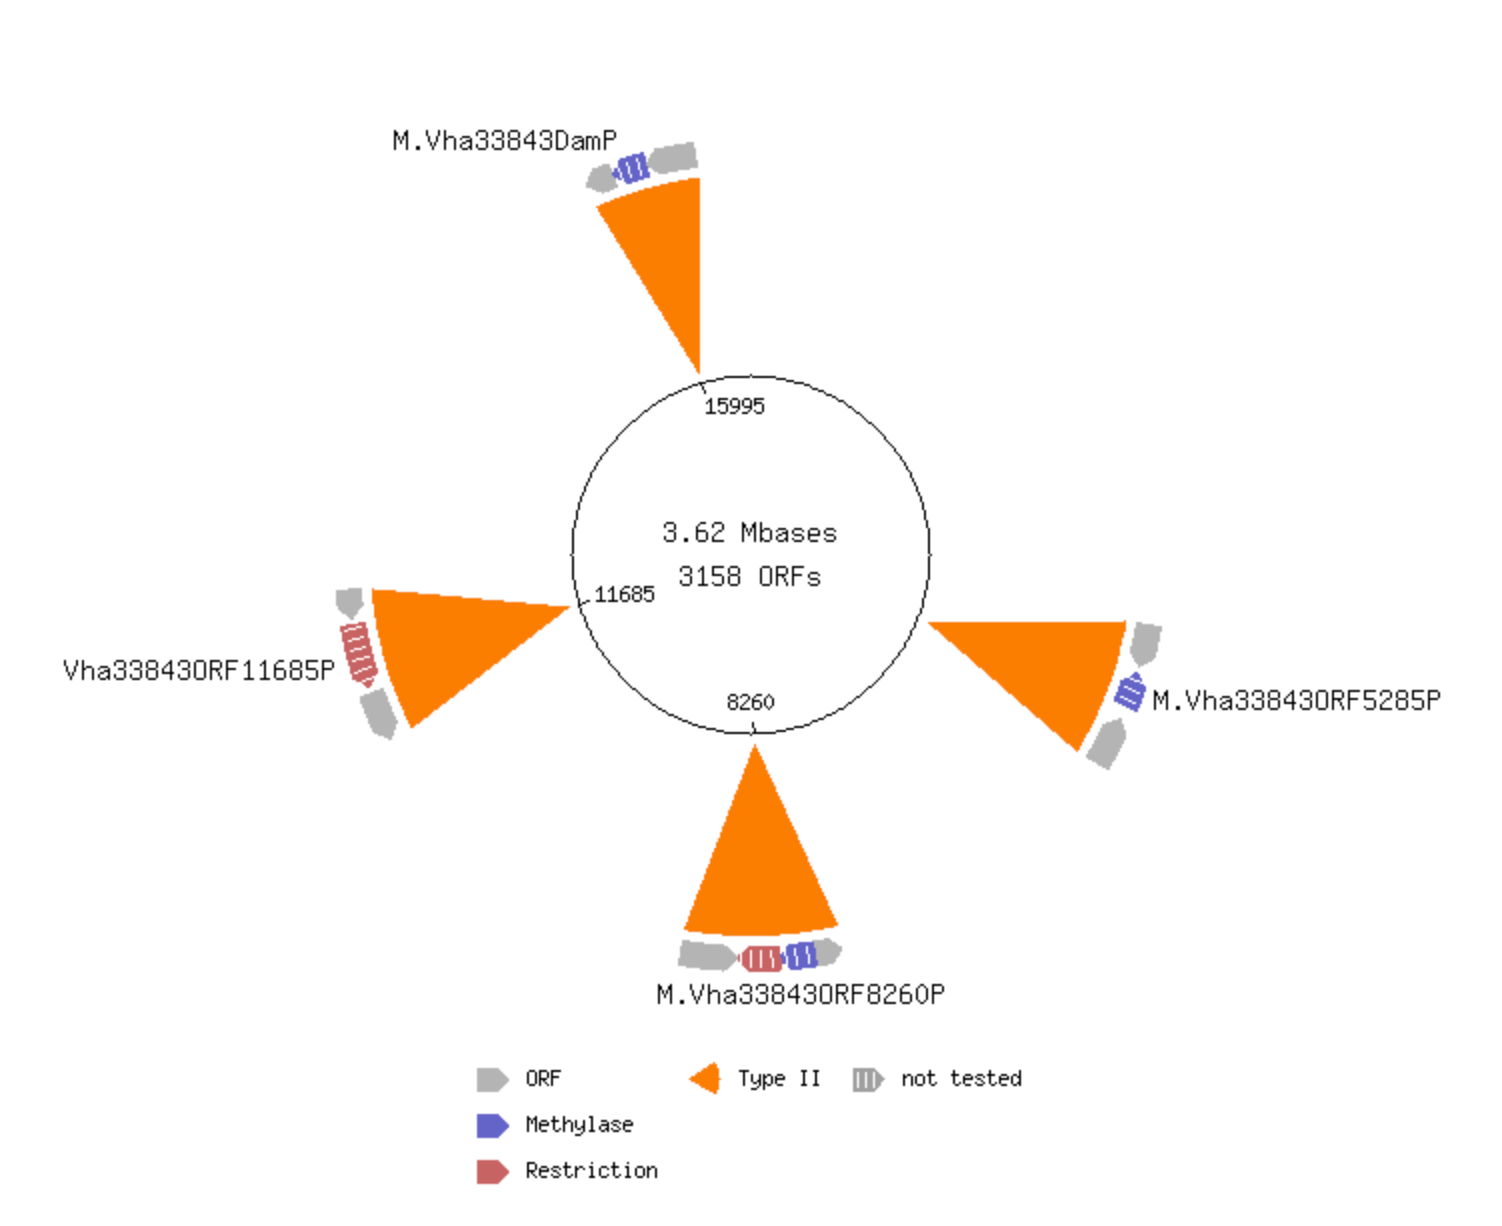 M.Vha33843DamP
15995
3.62 Mbases
3158 ORFs
11685
Vha33843ORF11685P
8260
M.Vha33843ORF5285P
M.Vha33843ORF8260P
ORF
Type II
not tested
Methylase
Restriction